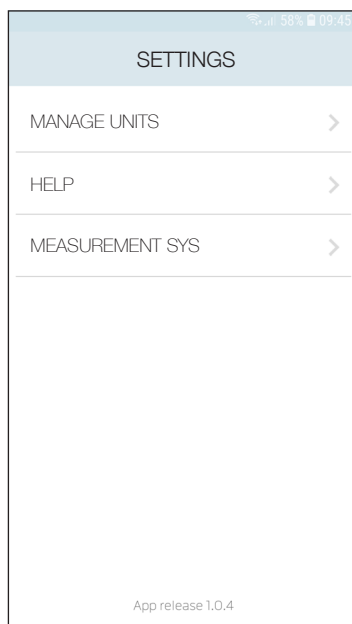 58% 09:45
SETTINGS
MANAGE UNITS
HELP
MEASUREMENT SYS
App release 1.0.4